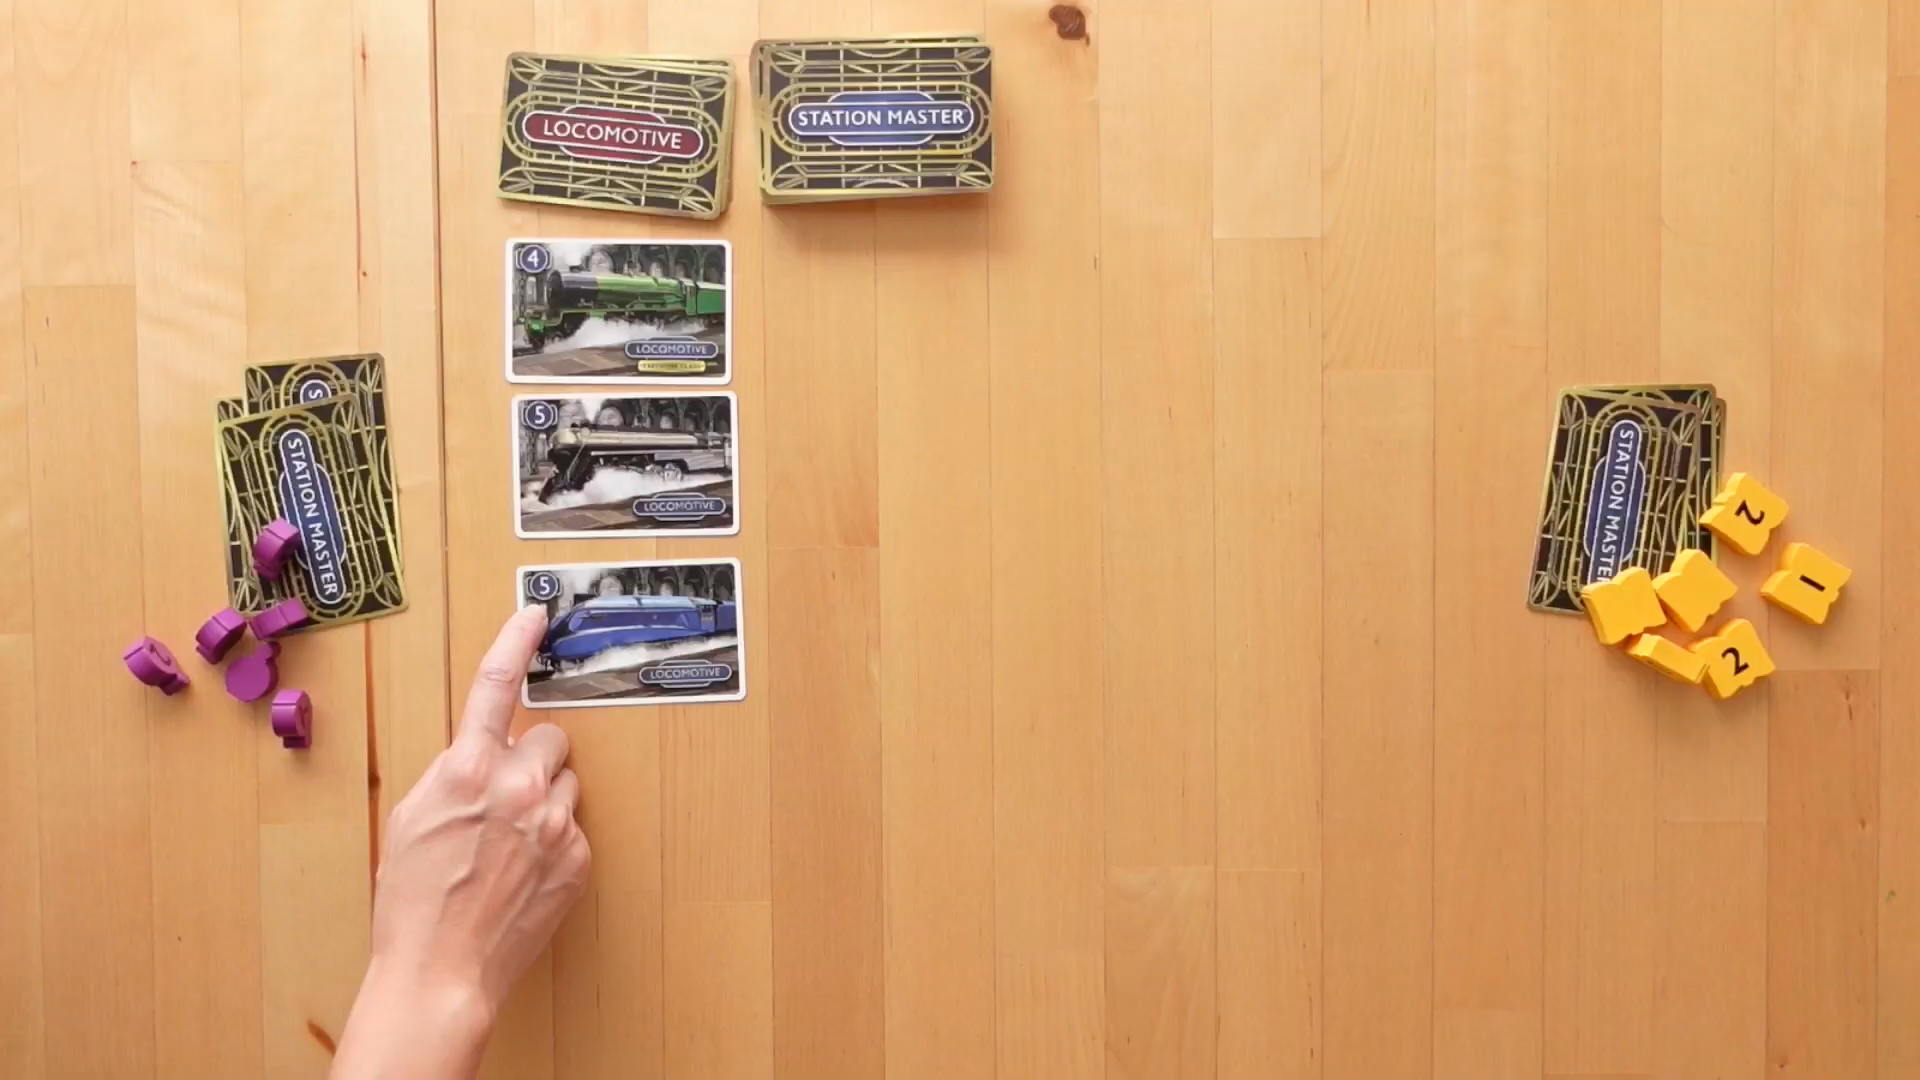 LOCOMOTIVE
STATION MASTER
4
LOCOMOTIVE
5
LOCOMOTIVE
5
LOCOMOTIVE
S
STATION MASTER
STATION MASTER
2
1
2